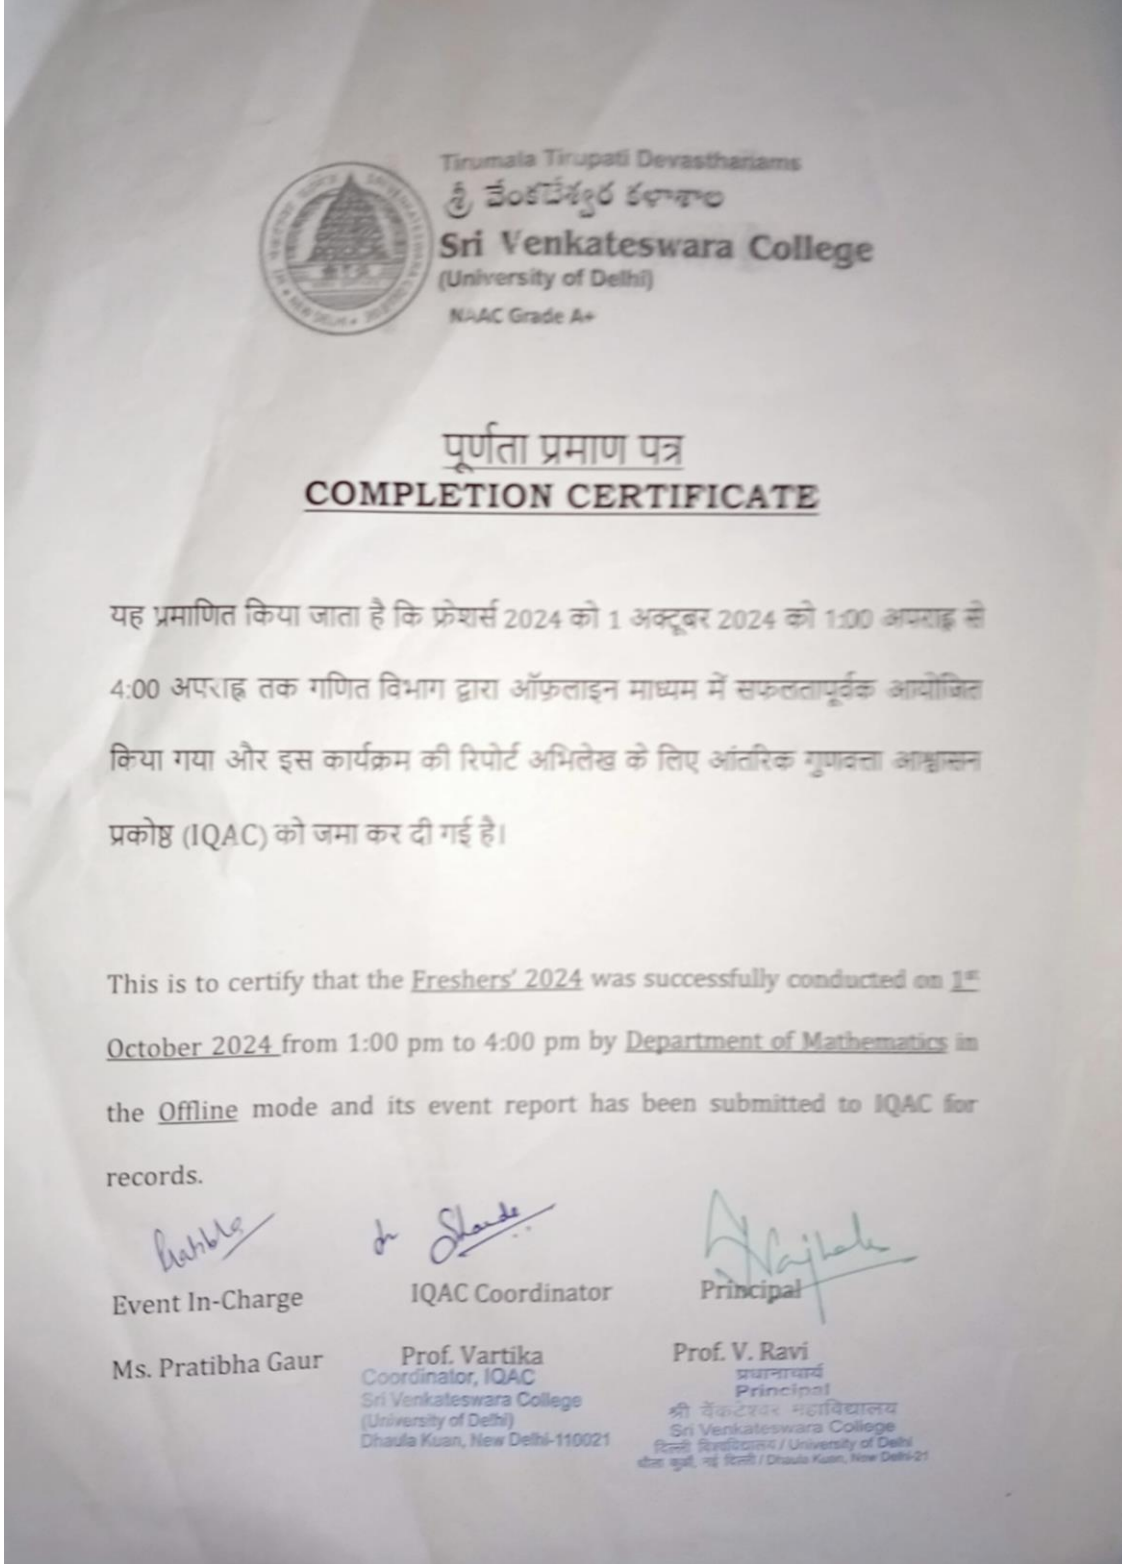 Tirumala Tirupati Devasthanams
శ్రీ వేంకటేశ్వర కళాశాల
Sri Venkateswara College
(University of Delhi)
NAAC Grade A+
पूर्णता प्रमाण पत्र
COMPLETION CERTIFICATE
यह प्रमाणित किया जाता है कि फ्रेशर्स 2024 को 1 अक्टूबर 2024 को 1:00 अपराह्न से
4:00 अपराह्न तक गणित विभाग द्वारा ऑफ़लाइन माध्यम में सफलतापूर्वक आयोजित
किया गया और इस कार्यक्रम की रिपोर्ट अभिलेख के लिए आंतरिक गुणवत्ता आश्वासन
प्रकोष्ठ (IQAC) को जमा कर दी गई है।
This is to certify that the Freshers' 2024 was successfully conducted on 1st
October 2024 from 1:00 pm to 4:00 pm by Department of Mathematics in
the Offline mode and its event report has been submitted to IQAC for
records.
Pratibha
Event In-Charge IQAC Coordinator Principal
Ms. Pratibha Gaur Prof. Vartika Prof. V. Ravi
Coordinator, IQAC
Sri Venkateswara College
(University of Delhi)
Dhaula Kuan, New Delhi-110021
प्रधानाचार्य
Principal
श्री वेंकटेश्वर महाविद्यालय
Sri Venkateswara College
दिल्ली विश्वविद्यालय / University of Delhi
धौला कुआँ, नई दिल्ली / Dhaula Kuan, New Delhi-21